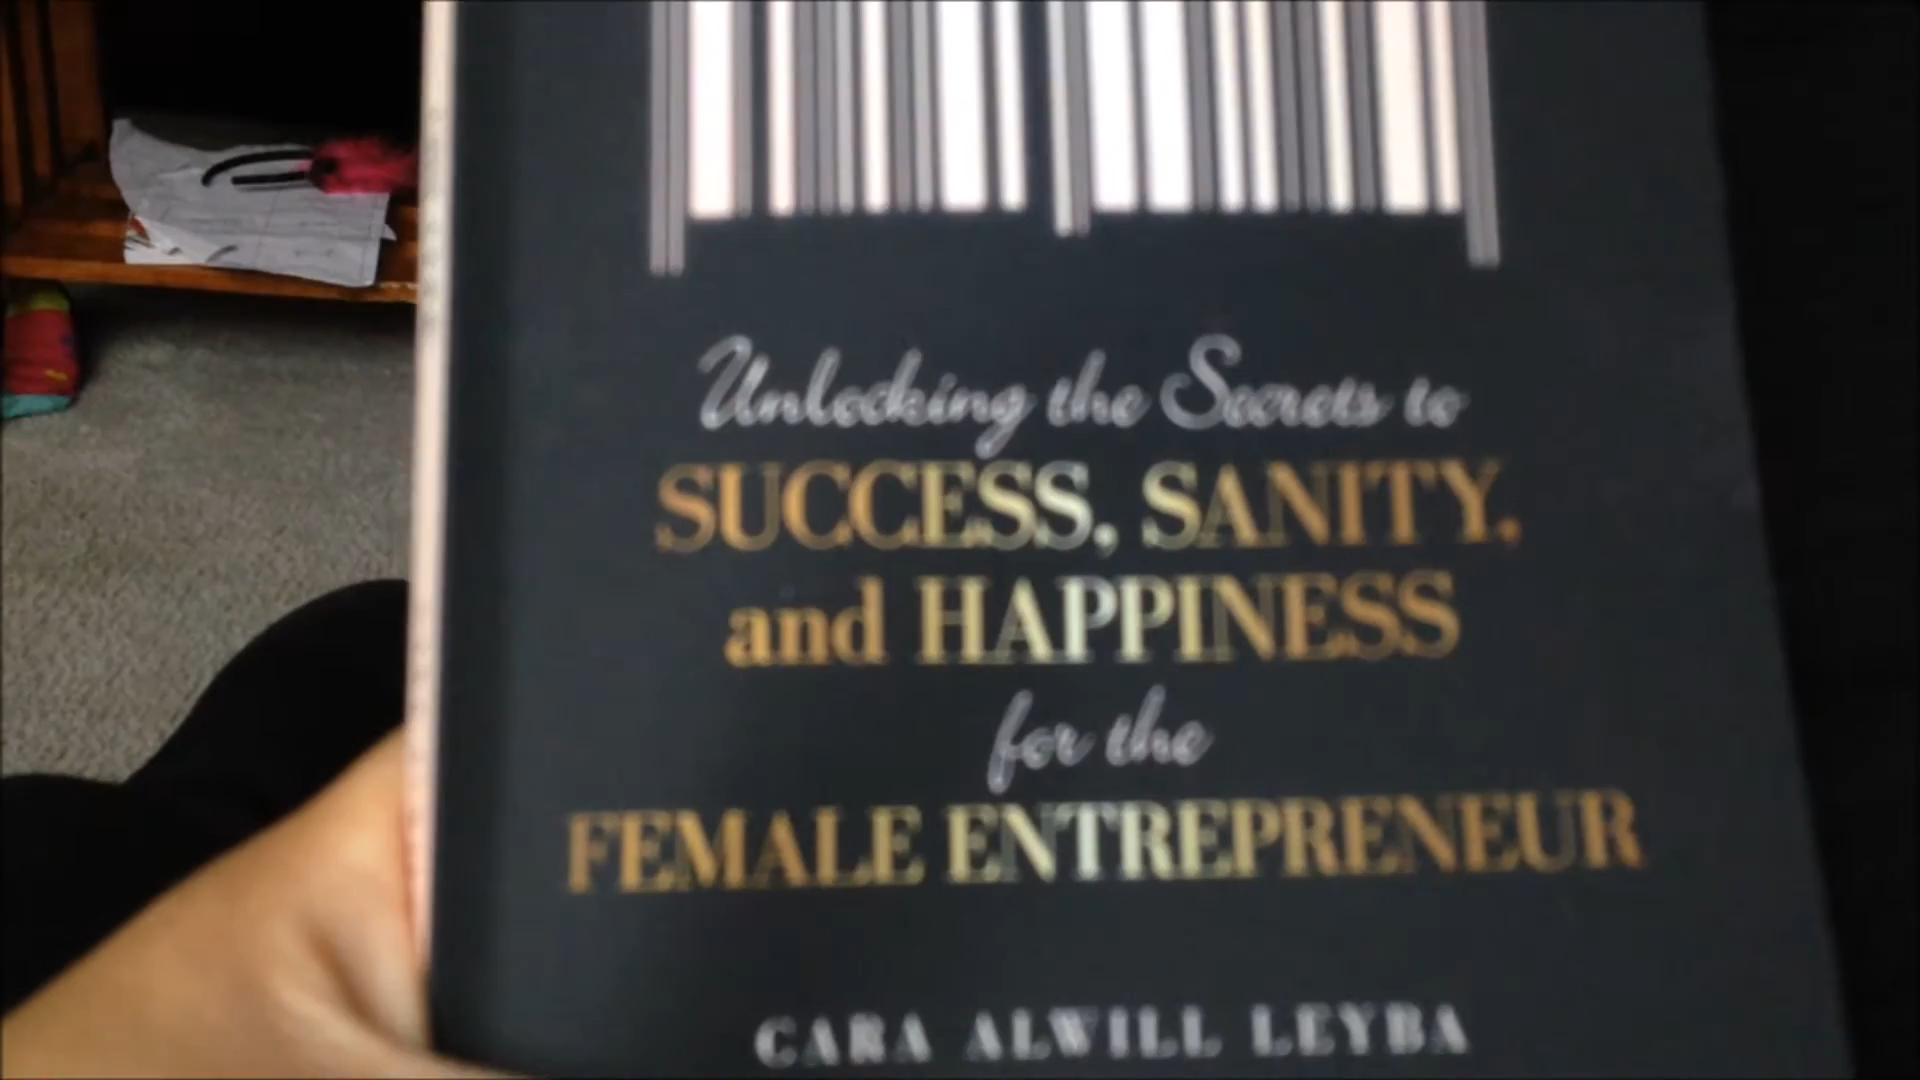 Unlocking the Secrets to
SUCCESS, SANITY,
and HAPPINESS
for the
FEMALE ENTREPRENEUR
CARA ALWILL LEYBA